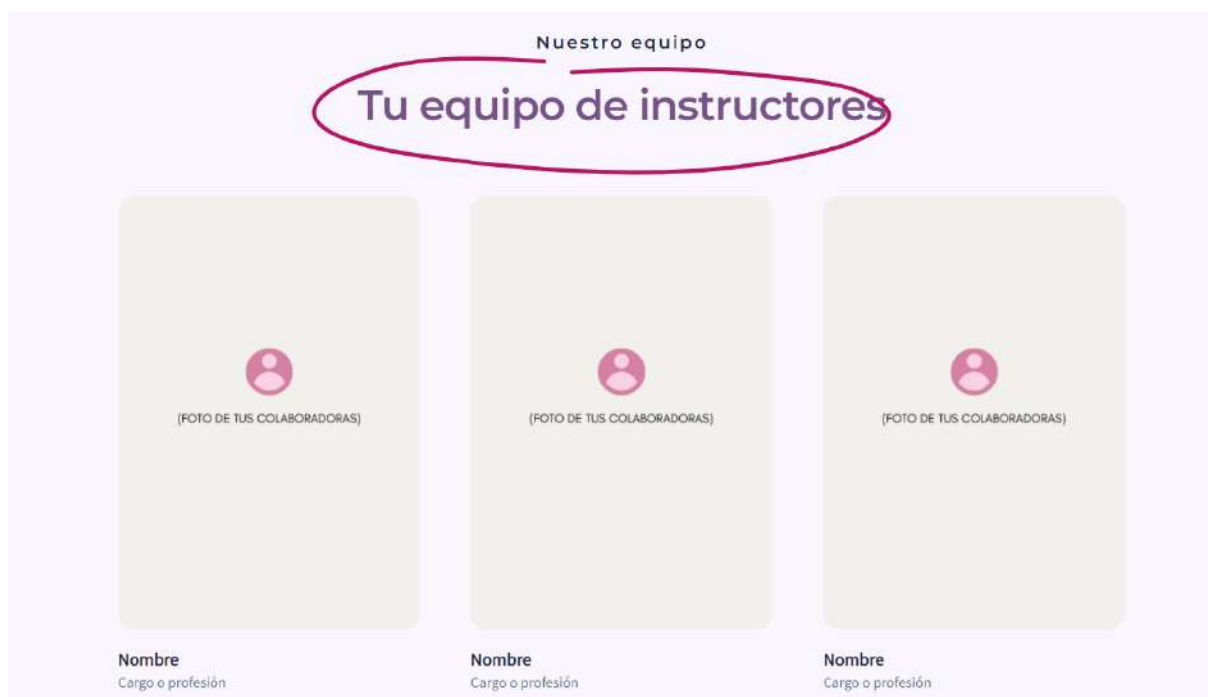 Nuestro equipo
Tu equipo de instructores
(FOTO DE TUS COLABORADORAS) (FOTO DE TUS COLABORADORAS) (FOTO DE TUS COLABORADORAS)
Nombre Nombre Nombre
Cargo o profesión Cargo o profesión Cargo o profesión